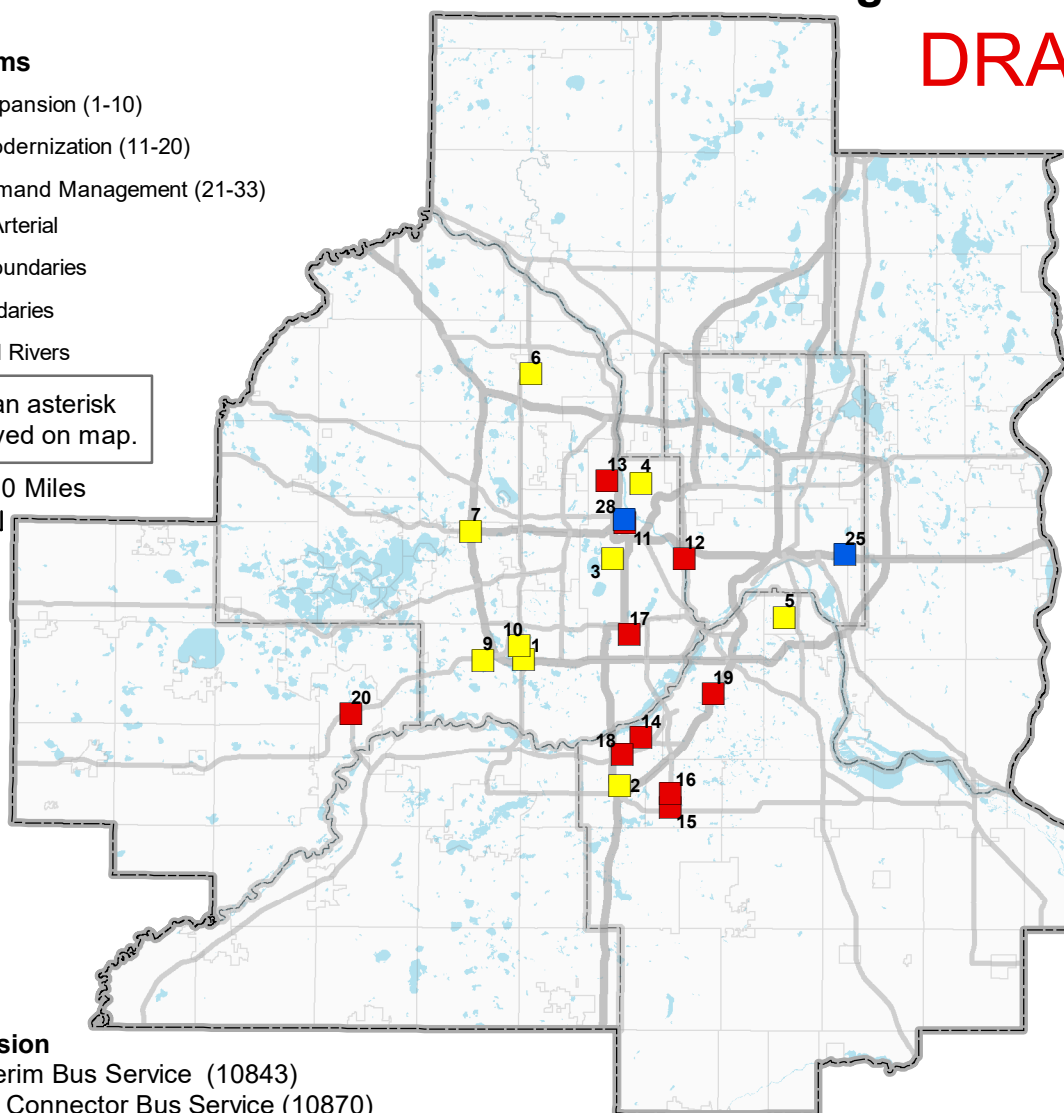 g
DRA
ms
pansion (1-10)
odernization (11-20)
mand Management (21-33)
Arterial
oundaries
daries
l Rivers
an asterisk
yed on map.
0 Miles
N
6
13
4
28
7
11
12
25
3
5
17
10
9
1
19
20
14
18
2
16
15
sion
erim Bus Service (10843)
Connector Bus Service (10870)